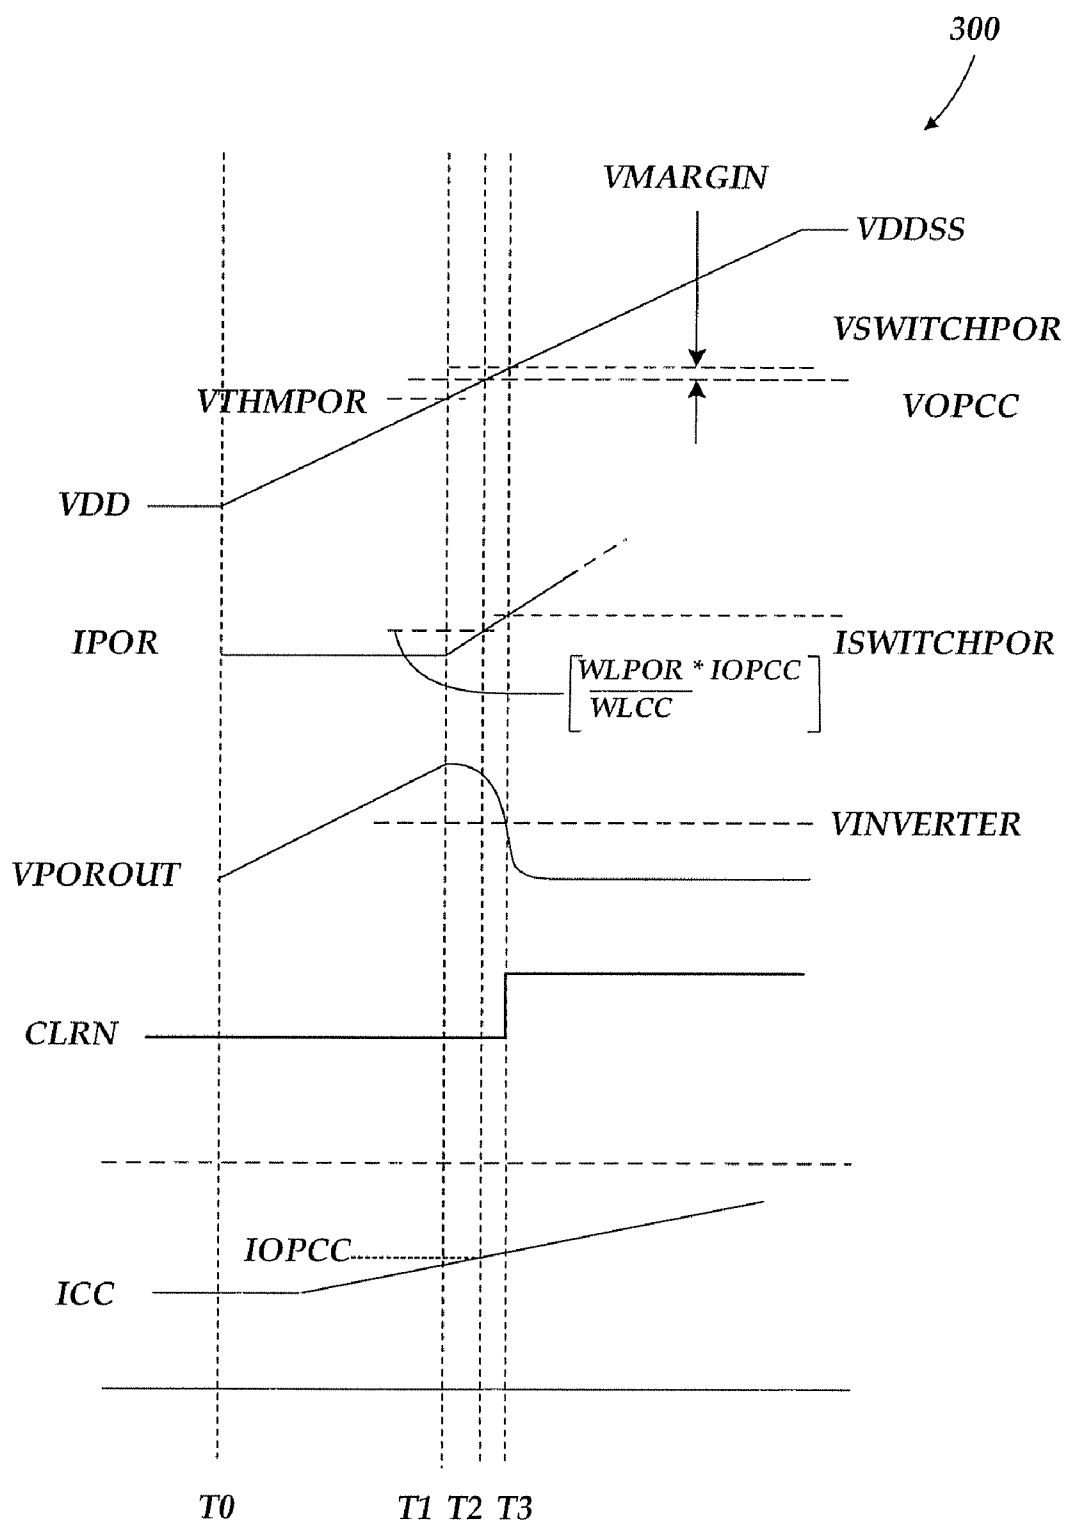 300
VMARGIN
VDDSS
VSWITCHPOR
VTHMPOR
VOPCC
VDD
IPOR
ISWITCHPOR
WLPOR * IOPCC
WLCC
VINVERTER
VPOROUT
CLRN
IOPCC
ICC
T0 T1 T2 T3